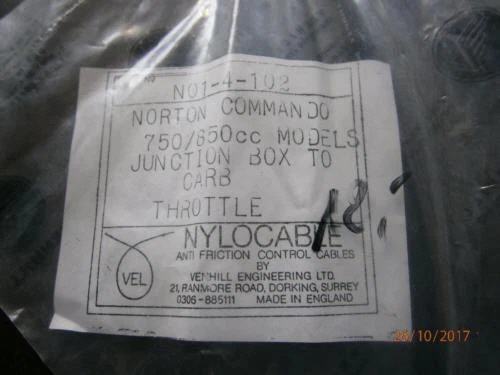 N01-4-102
NORTON COMMANDO
750/850cc MODELS
JUNCTION BOX TO
CARB
THROTTLE
18:
NYLOCABLE
ANTI FRICTION CONTROL CABLES
BY
VEL
VENHILL ENGINEERING LTD.
21, RANMORE ROAD, DORKING, SURREY
0306-885111 MADE IN ENGLAND
26/10/2017